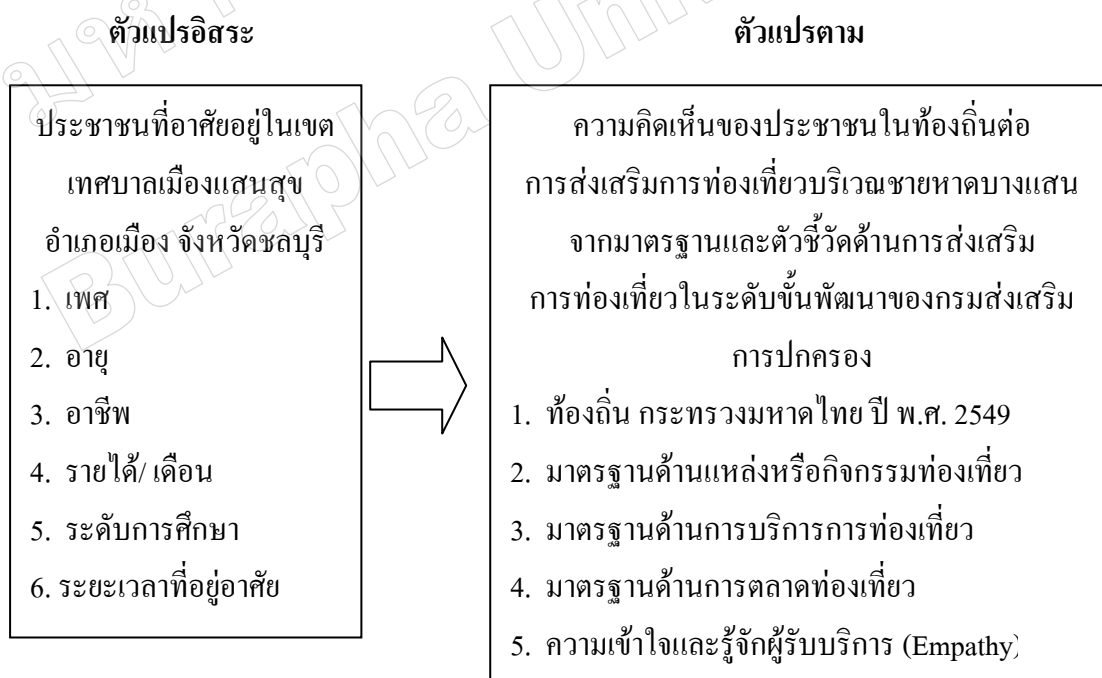 ตัวแปรอิสระ
ตัวแปรตาม
ประชาชนที่อาศัยอยู่ในเขต
เทศบาลเมืองแสนสุข
อำเภอเมือง จังหวัดชลบุรี
1. เพศ
2. อายุ
3. อาชีพ
4. รายได้/ เดือน
5. ระดับการศึกษา
6. ระยะเวลาที่อยู่อาศัย
ความคิดเห็นของประชาชนในท้องถิ่นต่อ
การส่งเสริมการท่องเที่ยวบริเวณชายหาดบางแสน
จากมาตรฐานและตัวชี้วัดด้านการส่งเสริม
การท่องเที่ยวในระดับขั้นพัฒนาของกรมส่งเสริม
การปกครอง
1. ท้องถิ่น กระทรวงมหาดไทย ปี พ.ศ. 2549
2. มาตรฐานด้านแหล่งหรือกิจกรรมท่องเที่ยว
3. มาตรฐานด้านการบริการการท่องเที่ยว
4. มาตรฐานด้านการตลาดท่องเที่ยว
5. ความเข้าใจและรู้จักผู้รับบริการ (Empathy)
Burapha